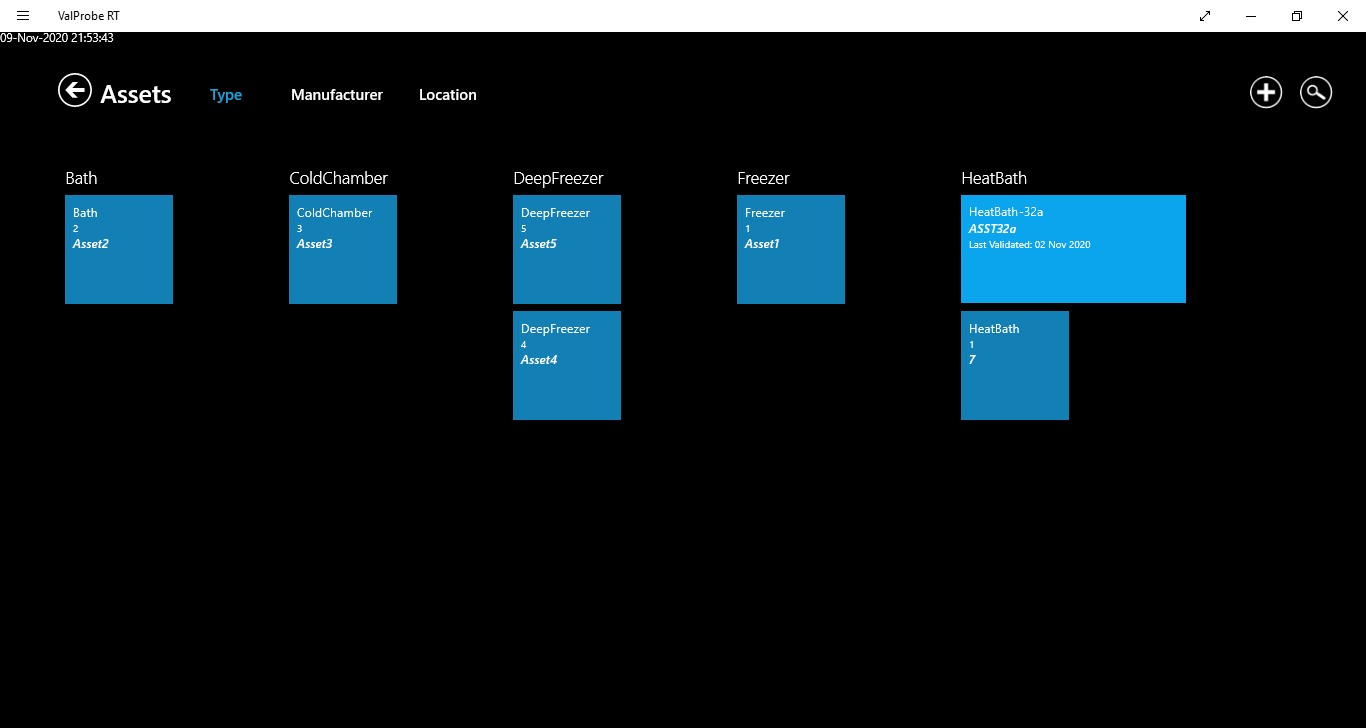 ValProbe RT
09-Nov-2020 21:53:43
Assets Type Manufacturer Location
Bath
Bath
2
Asset2
ColdChamber
ColdChamber
3
Asset3
DeepFreezer
DeepFreezer
5
Asset5
DeepFreezer
4
Asset4
Freezer
Freezer
1
Asset1
HeatBath
HeatBath-32a
ASST32a
Last Validated: 02 Nov 2020
HeatBath
1
7